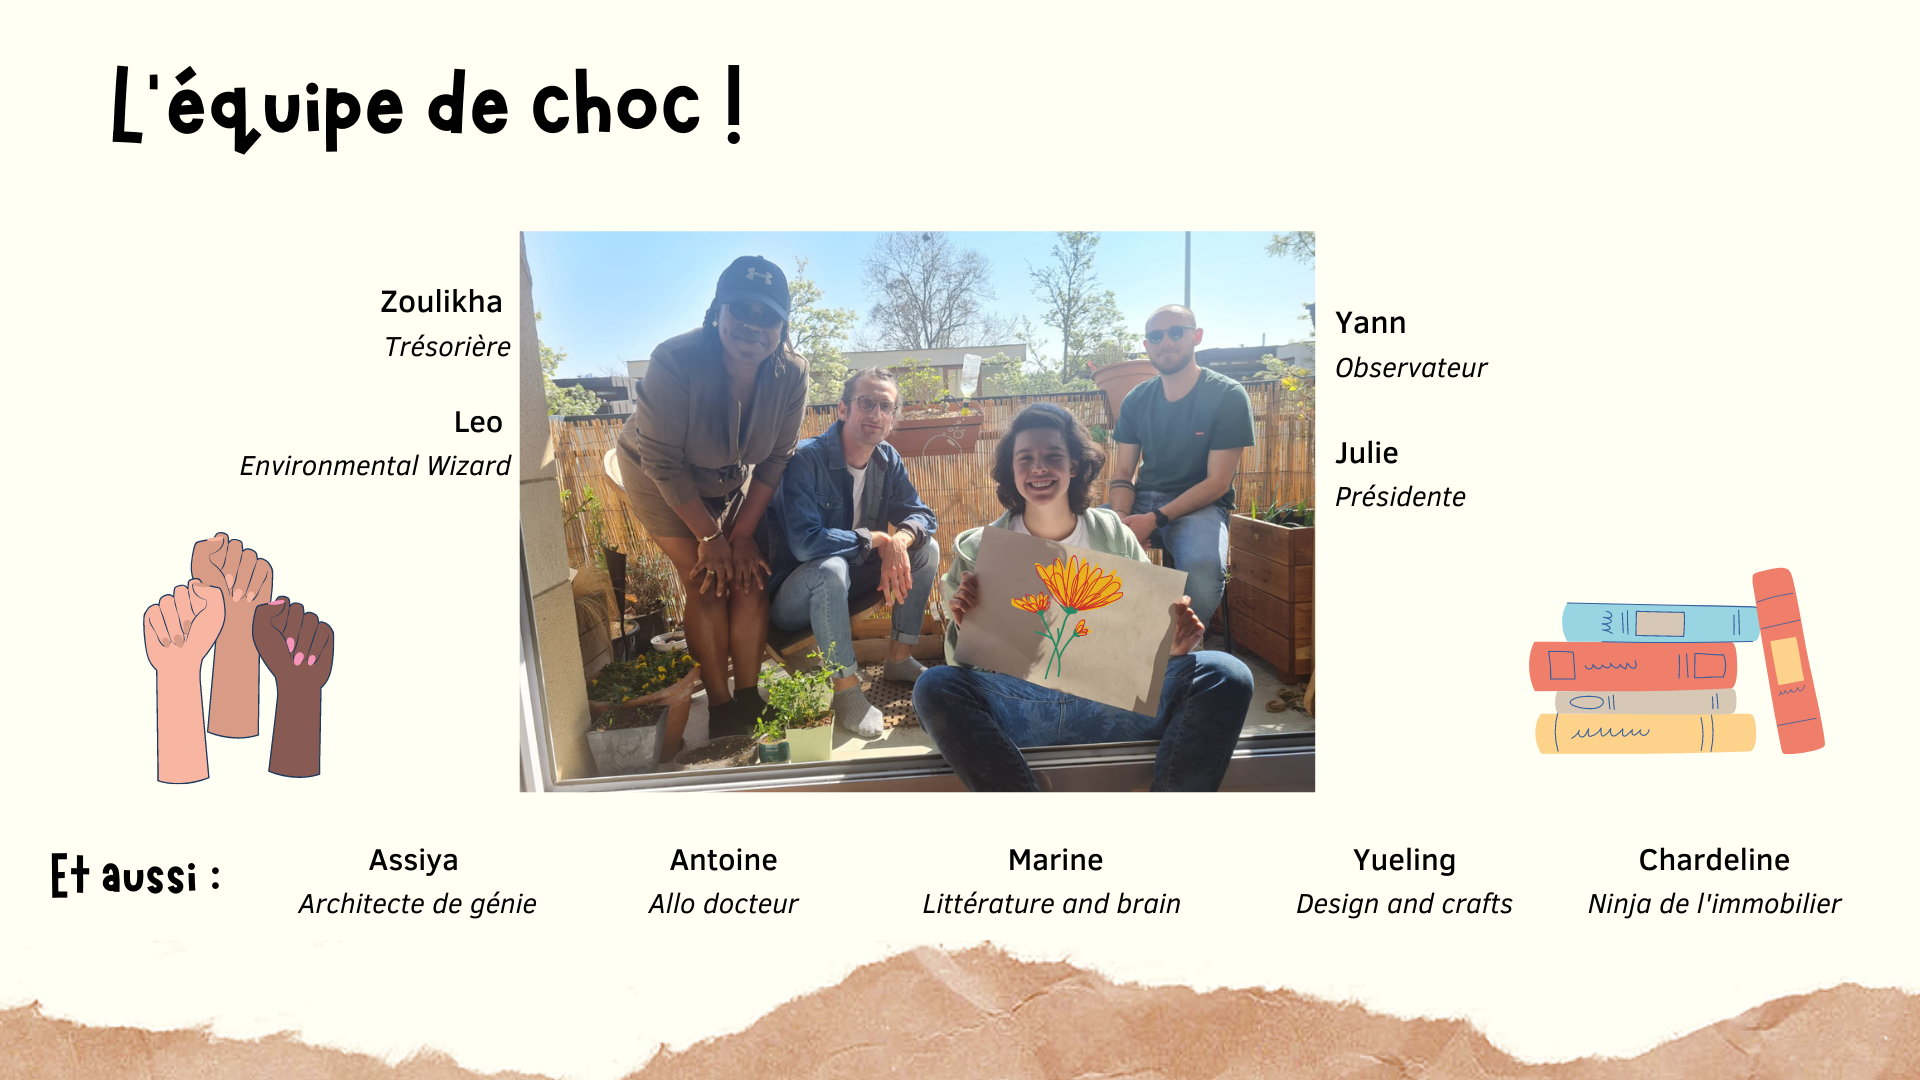 L'équipe de choc !
Zoulikha
Trésorière
Leo
Environmental Wizard
Yann
Observateur
Julie
Présidente
Et aussi :
Assiya
Architecte de génie
Antoine
Allo docteur
Marine
Littérature and brain
Yueling
Design and crafts
Chardeline
Ninja de l'immobilier